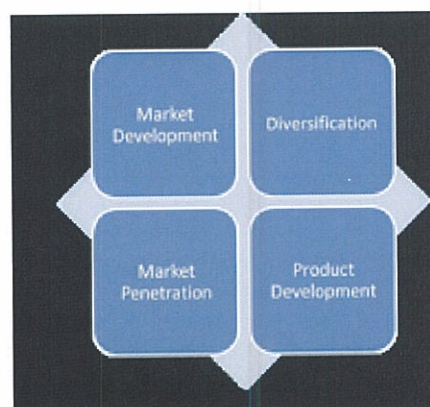 Market
Development
Diversification
Market
Penetration
Product
Development